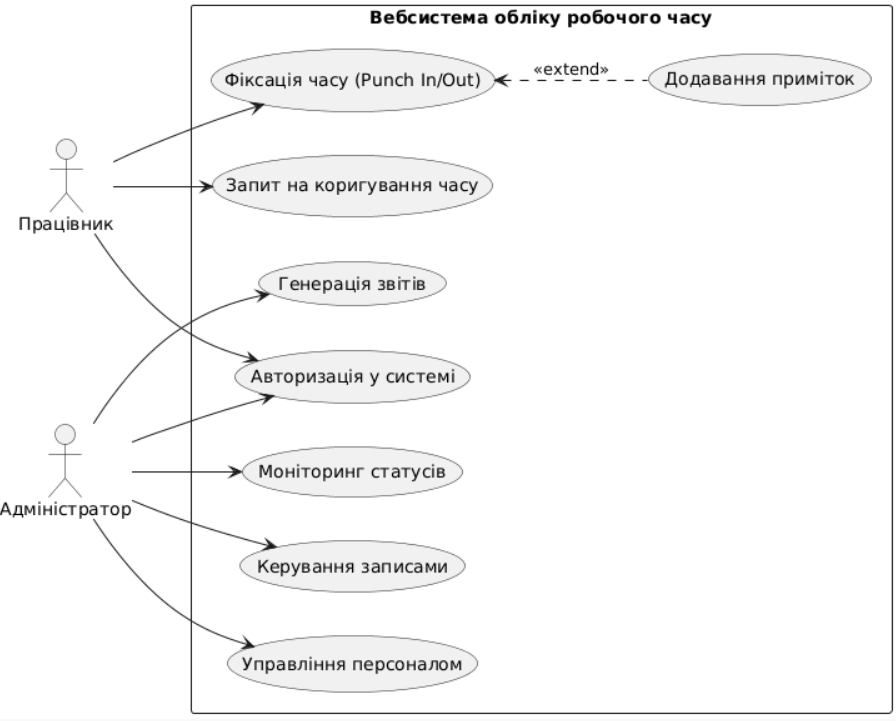 Вебсистема обліку робочого часу
Фіксація часу (Punch In/Out)
«extend»
Додавання приміток
Запит на коригування часу
Працівник
Генерація звітів
Авторизація у системі
Моніторинг статусів
Адміністратор
Керування записами
Управління персоналом